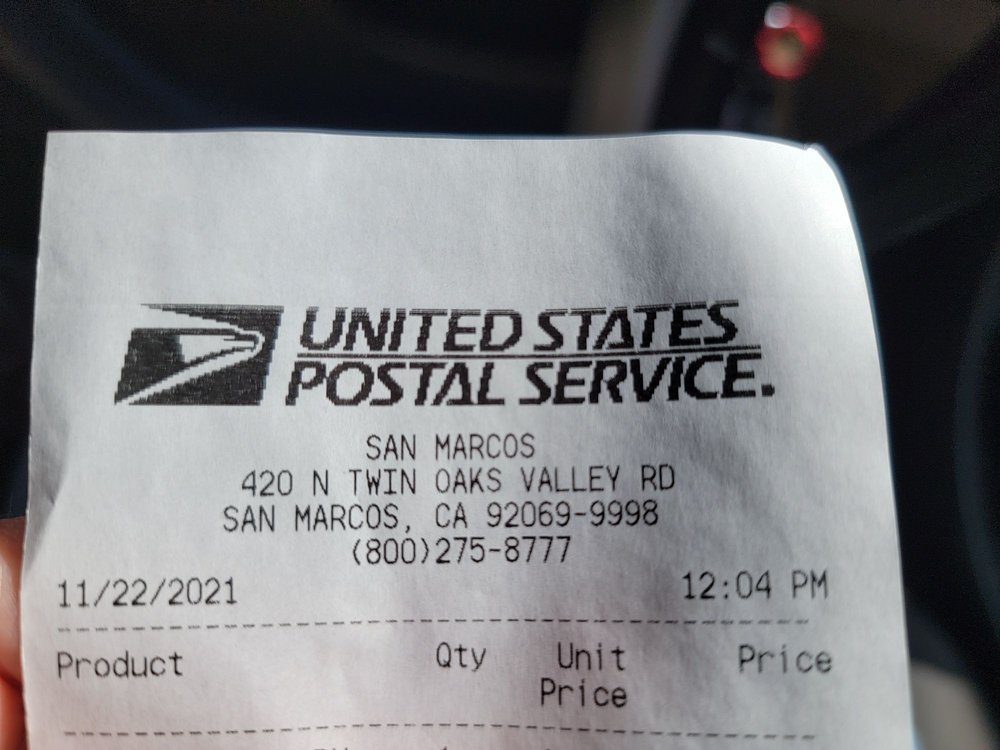 UNITED STATES
POSTAL SERVICE.
SAN MARCOS
420 N TWIN OAKS VALLEY RD
SAN MARCOS, CA 92069-9998
(800)275-8777
11/22/2021 12:04 PM
Product Qty Unit Price
Price